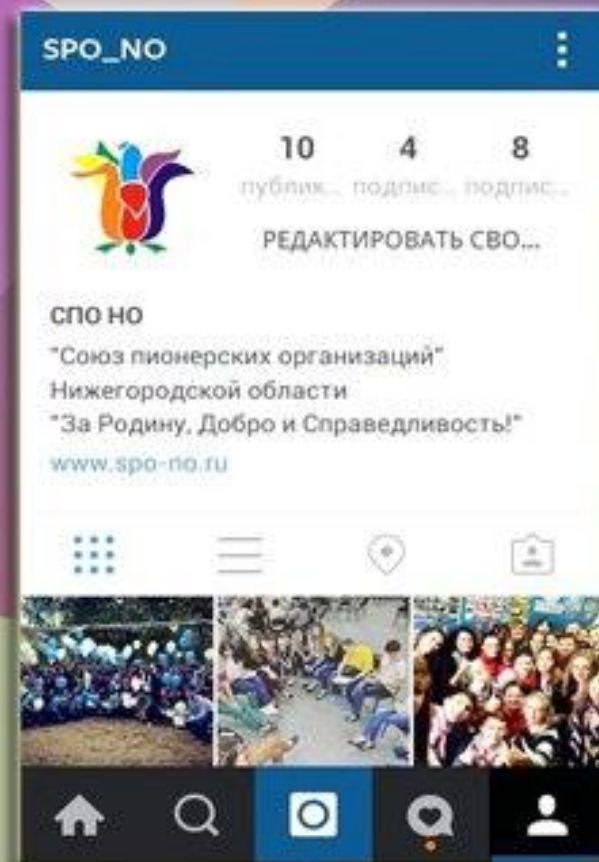 SPO_NO
10 4 8
публик... подпис... подпис...
РЕДАКТИРОВАТЬ СВО...
СПО НО
"Союз пионерских организаций"
Нижегородской области
"За Родину, Добро и Справедливость!"
www.spo-no.ru